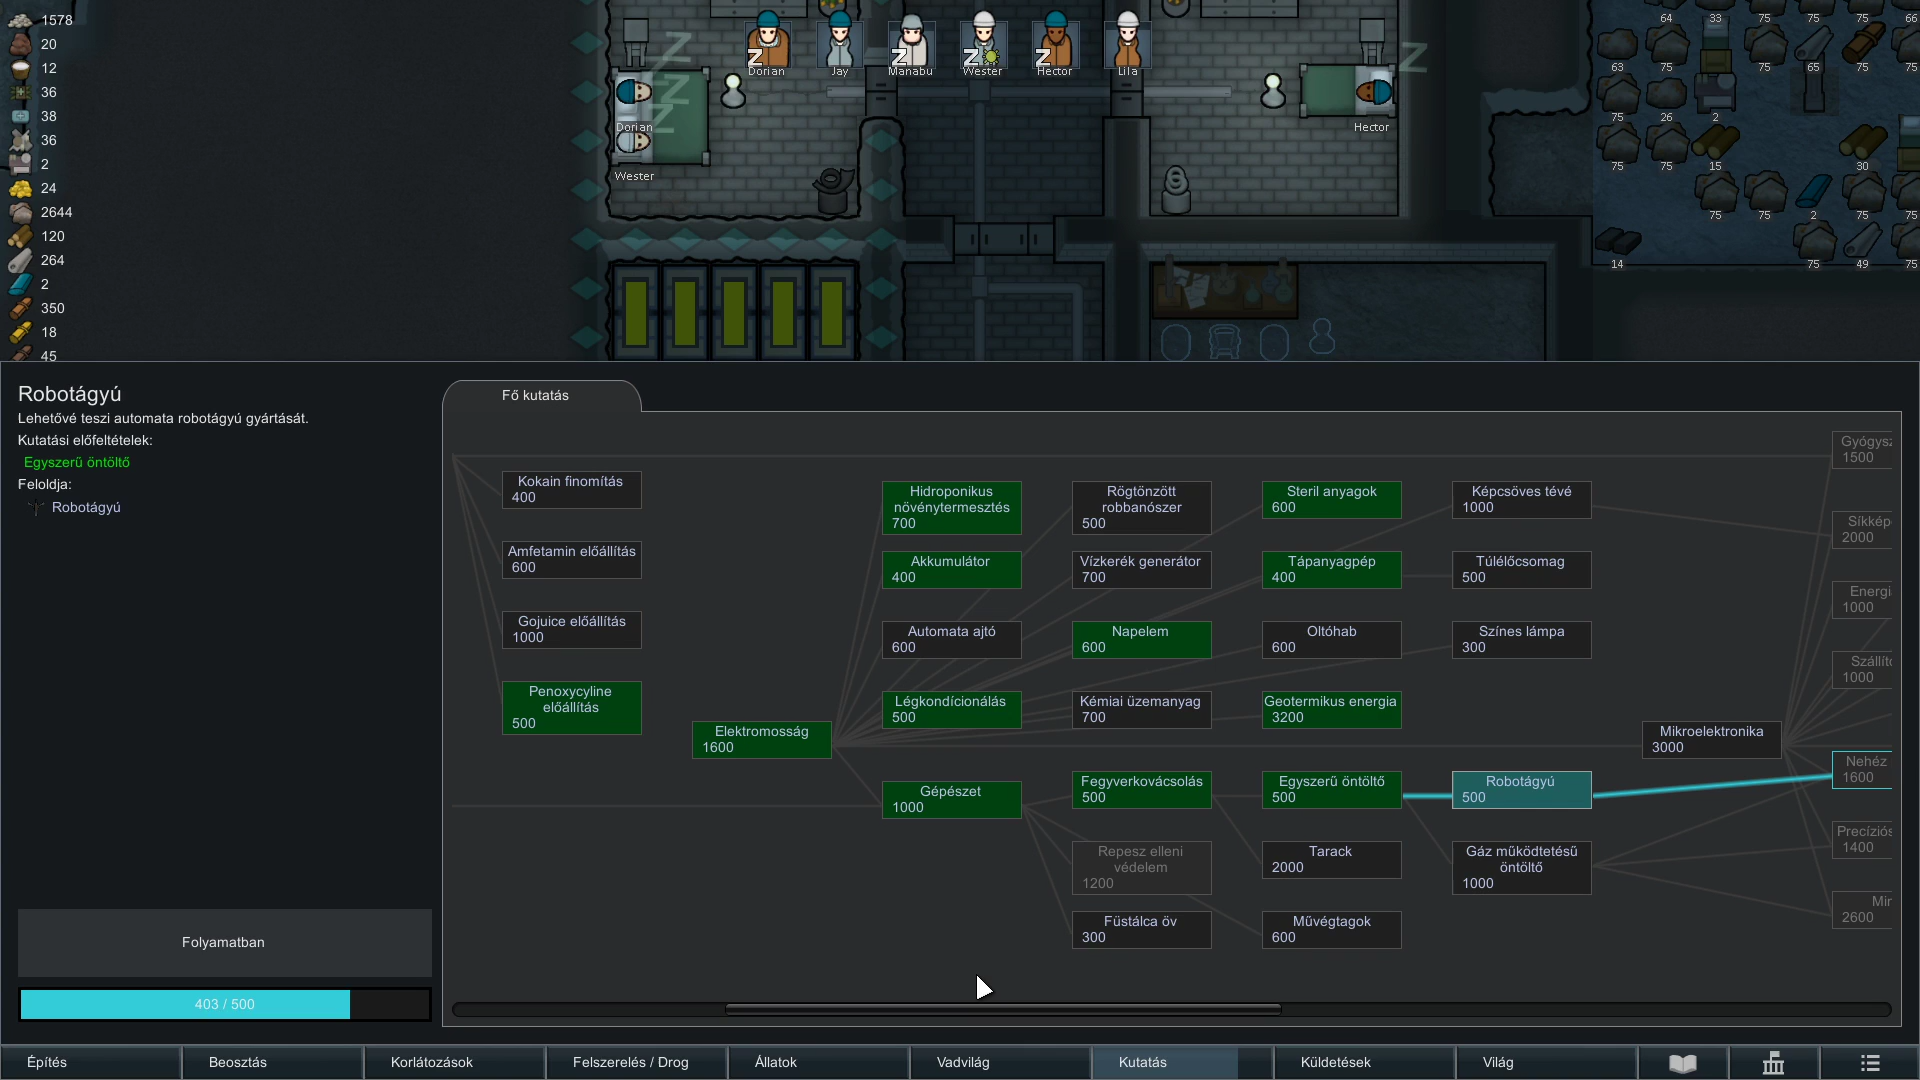 1578
20
12
36
38
36
2
24
2644
120
264
2
350
18
45
Dorian
Jay
Manabu
Wester
Hector
Lila
Dorian
Wester
Hector
64 33 75 75 75 66
63 75 75 65 75 75
75 26 2
75 75 15 30
75 75 2 75 75
14 75 49 75
Robotágyú
Lehetővé teszi automata robotágyú gyártását.
Kutatási előfeltételek:
Egyszerű öntöltő
Feloldja:
Robotágyú
Folyamatban
403 / 500
Fő kutatás
Kokain finomítás
400
Amfetamin előállítás
600
Gojuice előállítás
1000
Penoxycyline
előállítás
500
Elektromosság
1600
Hidroponikus
növénytermesztés
700
Akkumulátor
400
Automata ajtó
600
Légkondícionálás
500
Gépészet
1000
Rögtönzött
robbanószer
500
Vízkerék generátor
700
Napelem
600
Kémiai üzemanyag
700
Fegyverkovácsolás
500
Repesz elleni
védelem
1200
Füstálca öv
300
Steril anyagok
600
Tápanyagpép
400
Oltóhab
600
Geotermikus energia
3200
Egyszerű öntöltő
500
Tarack
2000
Művégtagok
600
Képcsöves tévé
1000
Túlélőcsomag
500
Színes lámpa
300
Robotágyú
500
Gáz működtetésű
öntöltő
1000
Mikroelektronika
3000
Gyógysz
1500
Síkkép
2000
Energi
1000
Szállít
1000
Nehéz
1600
Precíziós
1400
2600
Építés
Beosztás
Korlátozások
Felszerelés / Drog
Állatok
Vadvilág
Kutatás
Küldetések
Világ